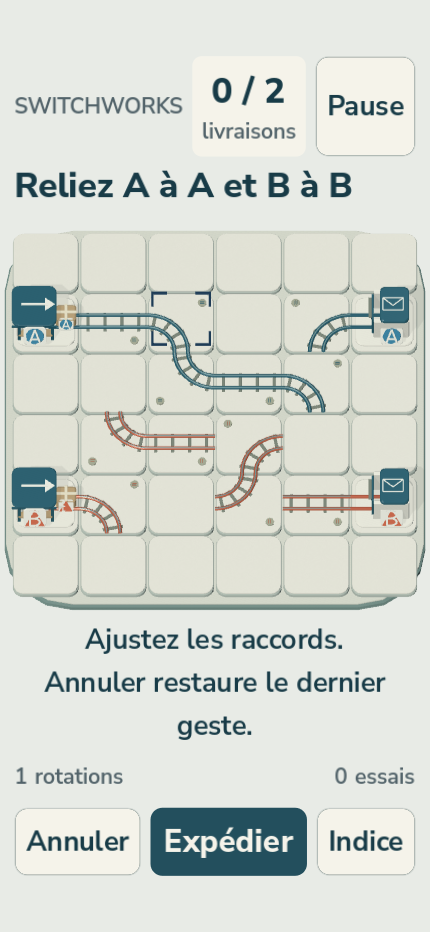 SWITCHWORKS
0 / 2
livraisons
Pause
Reliez A à A et B à B
A
A
A
B
B
Ajustez les raccords.
Annuler restaure le dernier
geste.
1 rotations
0 essais
Annuler
Expédier
Indice